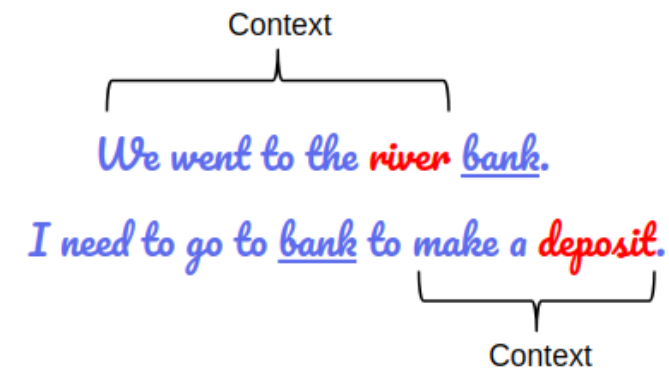 Context
We went to the river bank.
I need to go to bank to make a deposit.
Context